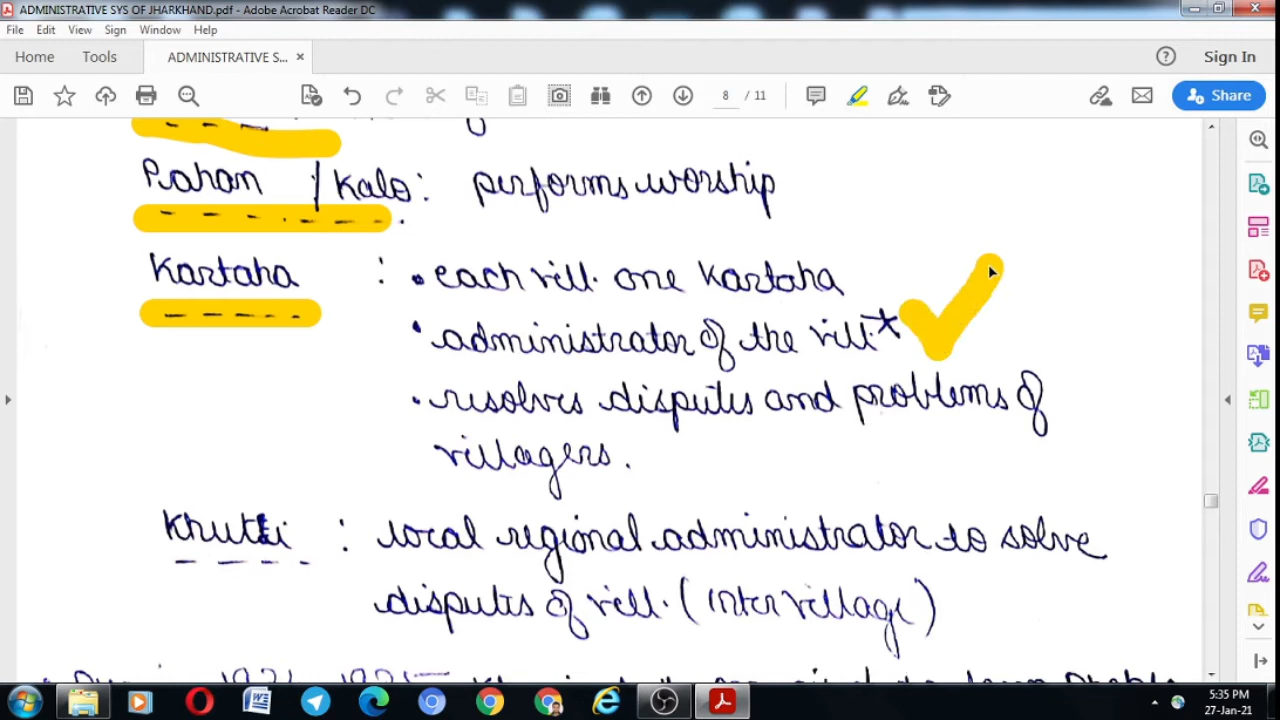 ADMINISTRATIVE SYS OF JHARKHAND.pdf - Adobe Acrobat Reader DC
File Edit View Sign Window Help
Home Tools ADMINISTRATIVE S... × Sign In
8 / 11 Share
Pahan / Kalo : performs worship
Kartaha : • each vill. one Kartaha
• administrator of the vill*
• resolves disputes and problems of
villagers.
Khutti : local regional administrator to solve
disputes of vill. (Inter village)
5:35 PM
27-Jan-21